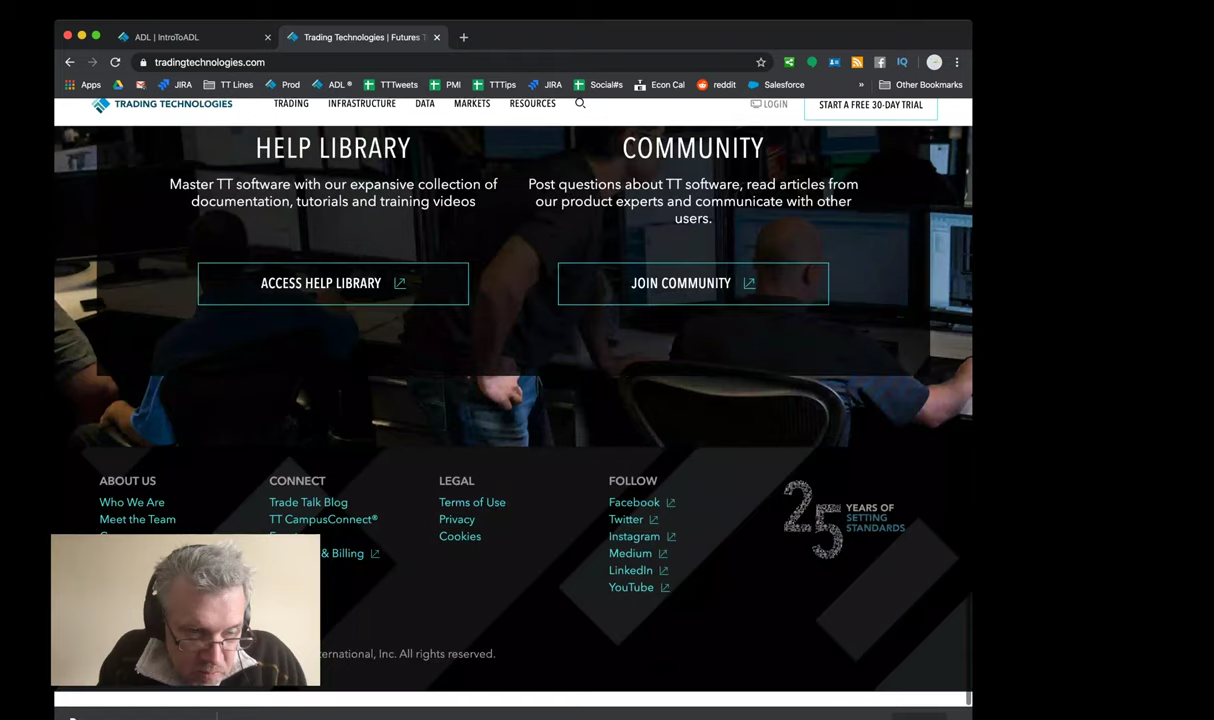 ADL | IntroToADL
Trading Technologies | Futures T
tradingtechnologies.com
Apps
JIRA
TT Lines
Prod
ADL ®
TTTweets
PMI
TTTips
JIRA
Social#s
Econ Cal
reddit
Salesforce
»
Other Bookmarks
TRADING TECHNOLOGIES
TRADING
INFRASTRUCTURE
DATA
MARKETS
RESOURCES
LOGIN
START A FREE 30-DAY TRIAL
HELP LIBRARY
Master TT software with our expansive collection of
documentation, tutorials and training videos
ACCESS HELP LIBRARY
COMMUNITY
Post questions about TT software, read articles from
our product experts and communicate with other
users.
JOIN COMMUNITY
ABOUT US
Who We Are
Meet the Team
CONNECT
Trade Talk Blog
TT CampusConnect®
& Billing
LEGAL
Terms of Use
Privacy
Cookies
FOLLOW
Facebook
Twitter
Instagram
Medium
LinkedIn
YouTube
25 YEARS OF
SETTING
STANDARDS
International, Inc. All rights reserved.